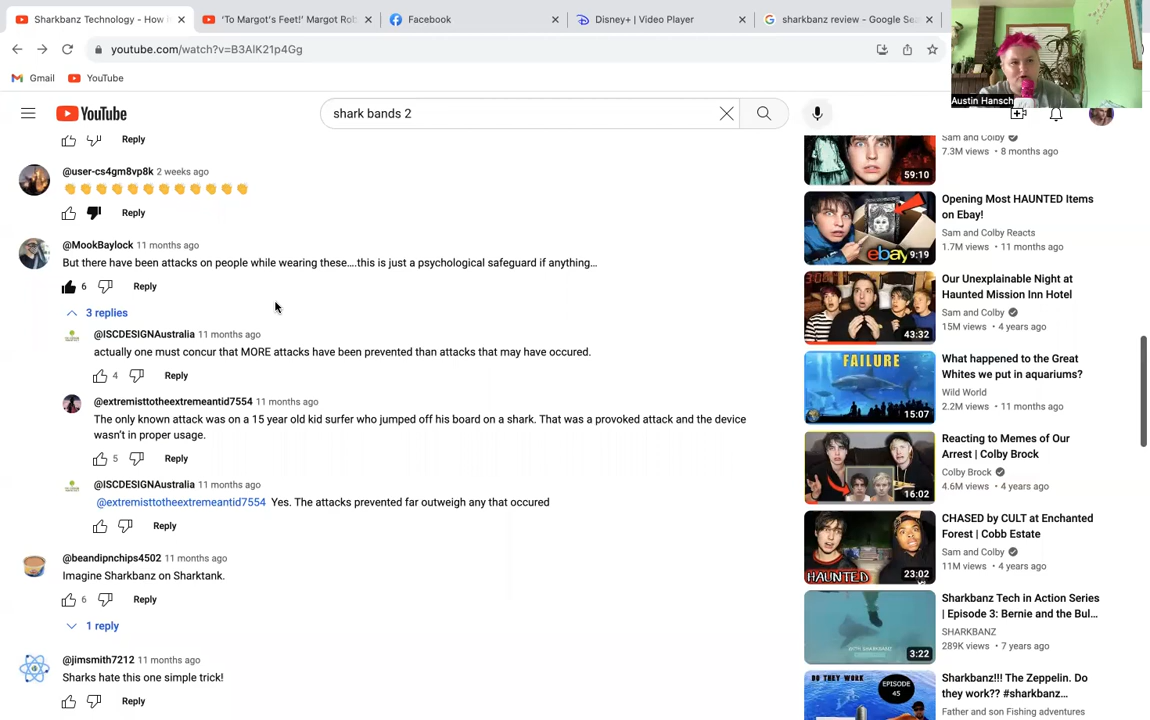 Sharkbanz Technology - How i
'To Margot's Feet!' Margot Rob
Facebook
Disney+ | Video Player
sharkbanz review - Google Sea
youtube.com/watch?v=B3AIK21p4Gg
Gmail
YouTube
Austin Hansch
YouTube
shark bands 2
Reply
@user-cs4gm8vp8k 2 weeks ago
👏👏👏👏👏👏👏👏👏👏👏👏
Reply
@MookBaylock 11 months ago
But there have been attacks on people while wearing these....this is just a psychological safeguard if anything...
6 Reply
3 replies
@ISCDESIGNAustralia 11 months ago
actually one must concur that MORE attacks have been prevented than attacks that may have occured.
4 Reply
@extremisttotheextremeantid7554 11 months ago
The only known attack was on a 15 year old kid surfer who jumped off his board on a shark. That was a provoked attack and the device
wasn't in proper usage.
5 Reply
@ISCDESIGNAustralia 11 months ago
@extremisttotheextremeantid7554 Yes. The attacks prevented far outweigh any that occured
Reply
@beandipnchips4502 11 months ago
Imagine Sharkbanz on Sharktank.
6 Reply
1 reply
@jimsmith7212 11 months ago
Sharks hate this one simple trick!
Reply
Sam and Colby
7.3M views • 8 months ago
59:10
Opening Most HAUNTED Items
on Ebay!
Sam and Colby Reacts
1.7M views • 11 months ago
ebay
9:19
Our Unexplainable Night at
Haunted Mission Inn Hotel
Sam and Colby
15M views • 4 years ago
43:32
What happened to the Great
Whites we put in aquariums?
Wild World
2.2M views • 11 months ago
FAILURE
15:07
Reacting to Memes of Our
Arrest | Colby Brock
Colby Brock
4.6M views • 4 years ago
16:02
CHASED by CULT at Enchanted
Forest | Cobb Estate
Sam and Colby
11M views • 4 years ago
HAUNTED
23:02
Sharkbanz Tech in Action Series
| Episode 3: Bernie and the Bul...
SHARKBANZ
289K views • 7 years ago
3:22
Sharkbanz!!! The Zeppelin. Do
they work?? #sharkbanz...
Father and son Fishing adventures
DO THEY WORK
EPISODE
45